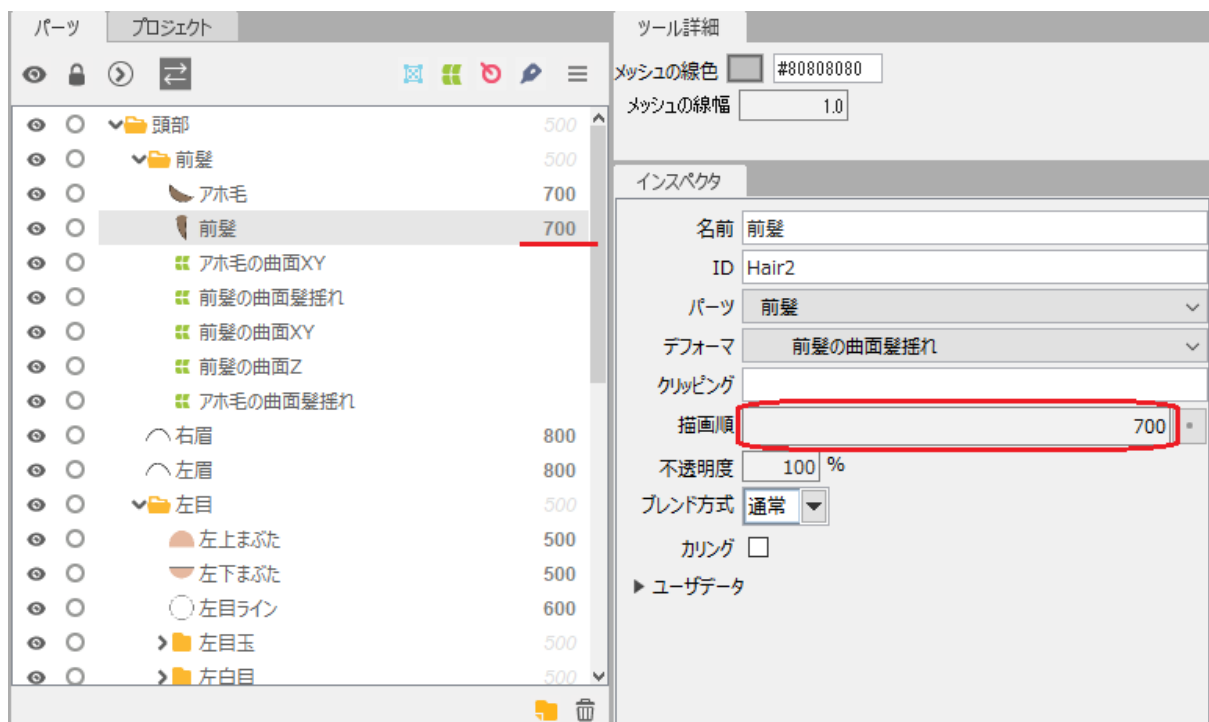 パーツ プロジェクト
頭部 500
前髪 500
アホ毛 700
前髪 700
アホ毛の曲面XY
前髪の曲面髪揺れ
前髪の曲面XY
前髪の曲面Z
アホ毛の曲面髪揺れ
右眉 800
左眉 800
左目 500
左上まぶた 500
左下まぶた 500
左目ライン 600
左目玉 500
左白目 500
ツール詳細
メッシュの線色 #80808080
メッシュの線幅 1.0
インスペクタ
名前 前髪
ID Hair2
パーツ 前髪
デフォーマ 前髪の曲面髪揺れ
クリッピング
描画順 700
不透明度 100 %
ブレンド方式 通常
カリング
ユーザデータ